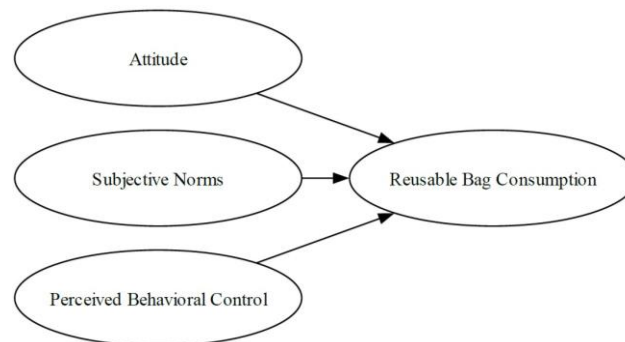 Attitude
Subjective Norms
Reusable Bag Consumption
Perceived Behavioral Control